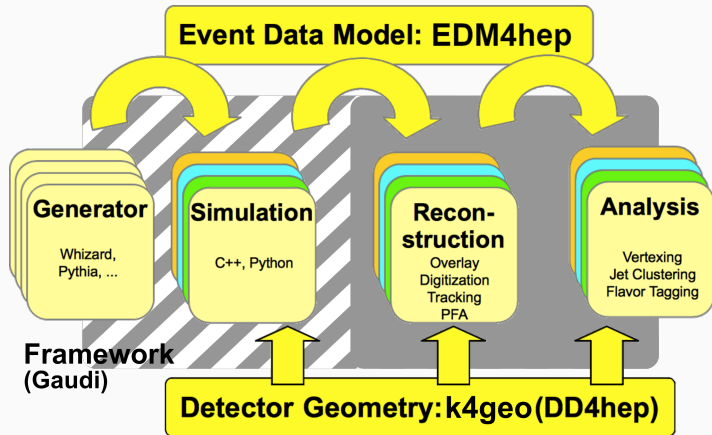 Event Data Model: EDM4hep
Generator
Whizard,
Pythia, ...
Simulation
C++, Python
Recon-
struction
Overlay
Digitization
Tracking
PFA
Analysis
Vertexing
Jet Clustering
Flavor Tagging
Framework
(Gaudi)
Detector Geometry: k4geo (DD4hep)